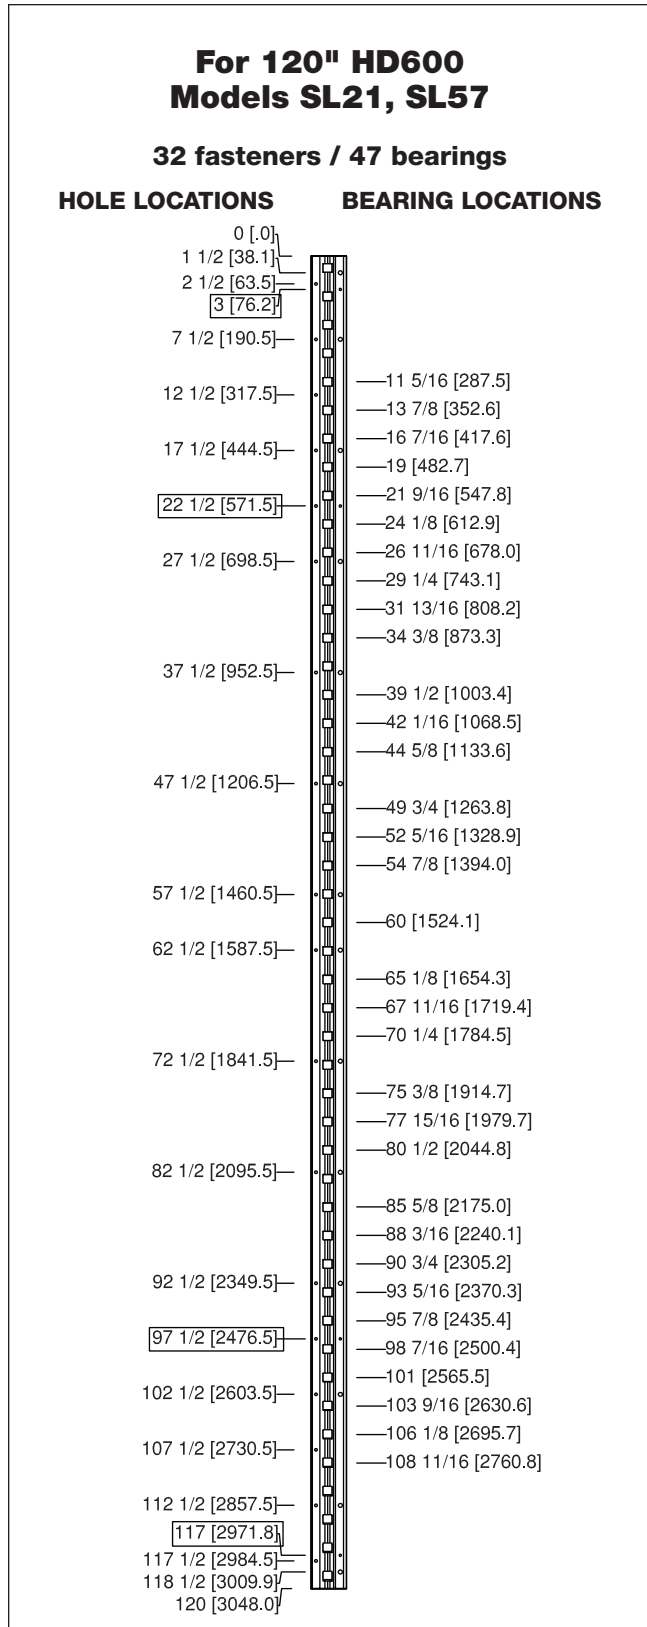 For 120" HD600
Models SL21, SL57
32 fasteners / 47 bearings
HOLE LOCATIONS
0 [.0]
1 1/2 [38.1]
2 1/2 [63.5]
3 [76.2]
7 1/2 [190.5]
12 1/2 [317.5]
17 1/2 [444.5]
22 1/2 [571.5]
27 1/2 [698.5]
37 1/2 [952.5]
47 1/2 [1206.5]
57 1/2 [1460.5]
62 1/2 [1587.5]
72 1/2 [1841.5]
82 1/2 [2095.5]
92 1/2 [2349.5]
97 1/2 [2476.5]
102 1/2 [2603.5]
107 1/2 [2730.5]
112 1/2 [2857.5]
117 [2971.8]
117 1/2 [2984.5]
118 1/2 [3009.9]
120 [3048.0]
BEARING LOCATIONS
11 5/16 [287.5]
13 7/8 [352.6]
16 7/16 [417.6]
19 [482.7]
21 9/16 [547.8]
24 1/8 [612.9]
26 11/16 [678.0]
29 1/4 [743.1]
31 13/16 [808.2]
34 3/8 [873.3]
39 1/2 [1003.4]
42 1/16 [1068.5]
44 5/8 [1133.6]
49 3/4 [1263.8]
52 5/16 [1328.9]
54 7/8 [1394.0]
60 [1524.1]
65 1/8 [1654.3]
67 11/16 [1719.4]
70 1/4 [1784.5]
75 3/8 [1914.7]
77 15/16 [1979.7]
80 1/2 [2044.8]
85 5/8 [2175.0]
88 3/16 [2240.1]
90 3/4 [2305.2]
93 5/16 [2370.3]
95 7/8 [2435.4]
98 7/16 [2500.4]
101 [2565.5]
103 9/16 [2630.6]
106 1/8 [2695.7]
108 11/16 [2760.8]